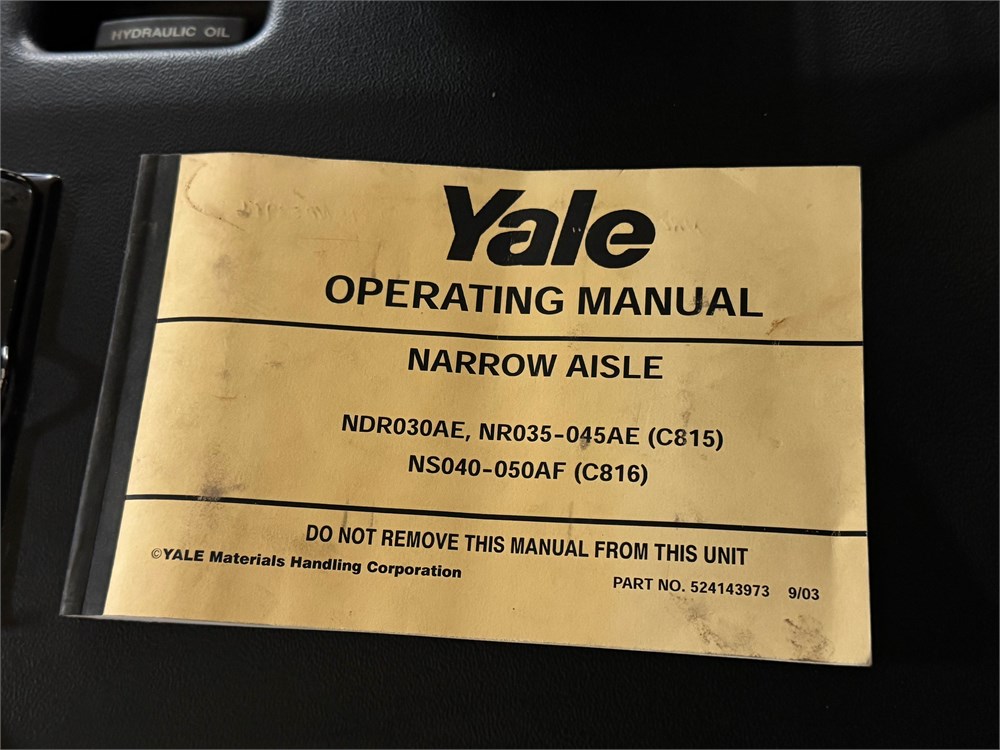 HYDRAULIC OIL
Yale
OPERATING MANUAL
NARROW AISLE
NDR030AE, NR035-045AE (C815)
NS040-050AF (C816)
DO NOT REMOVE THIS MANUAL FROM THIS UNIT
©YALE Materials Handling Corporation
PART NO. 524143973 9/03